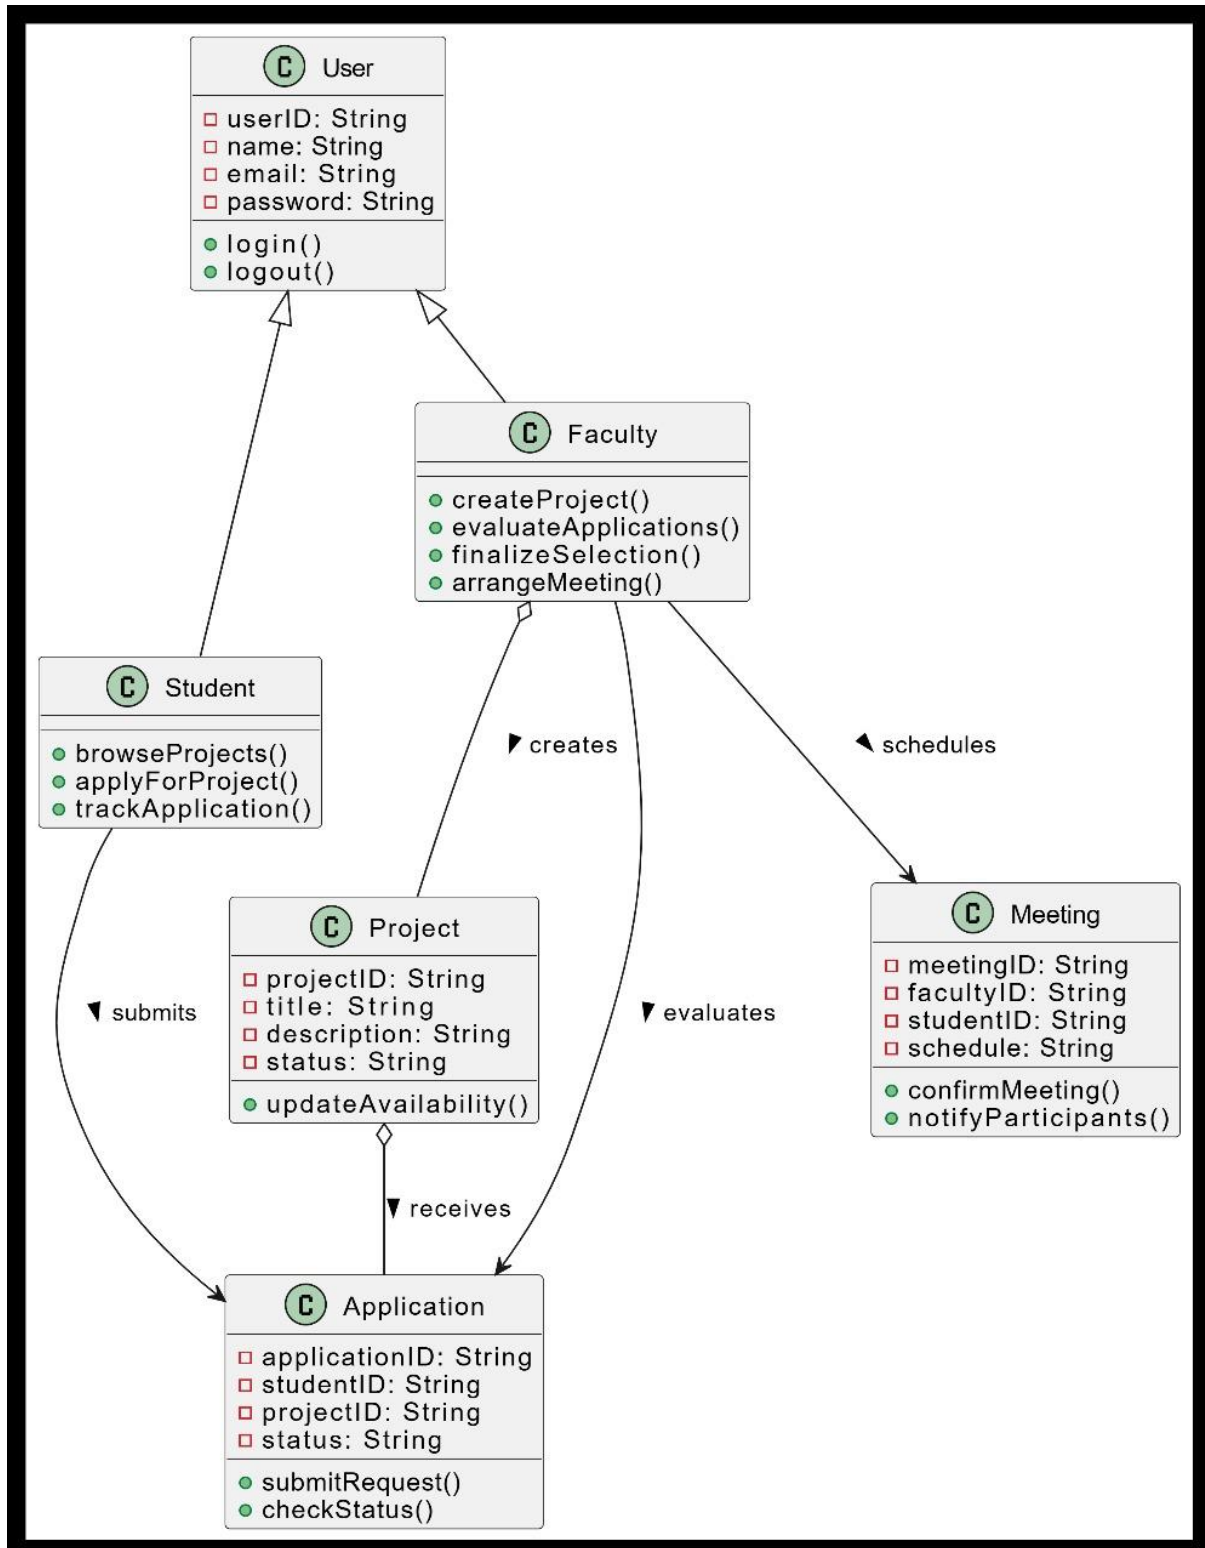 C User
userID: String
name: String
email: String
password: String
login()
logout()
C Faculty
createProject()
evaluateApplications()
finalizeSelection()
arrangeMeeting()
C Student
browseProjects()
applyForProject()
trackApplication()
creates
schedules
C Project
projectID: String
title: String
description: String
status: String
updateAvailability()
C Meeting
meetingID: String
facultyID: String
studentID: String
schedule: String
confirmMeeting()
notifyParticipants()
submits
evaluates
receives
C Application
applicationID: String
studentID: String
projectID: String
status: String
submitRequest()
checkStatus()